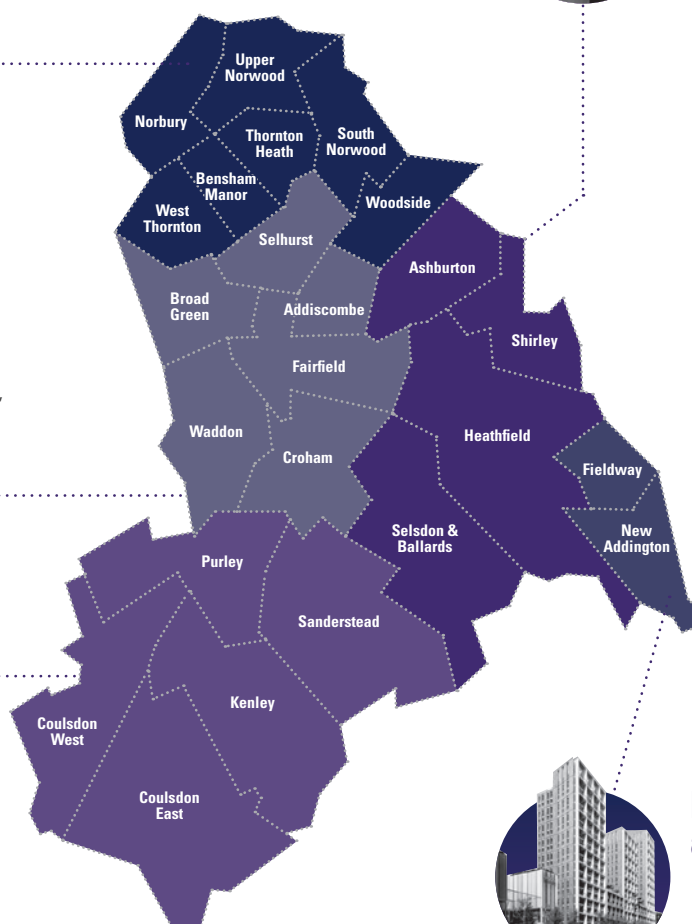 Upper
Norwood
Norbury
Thornton
Heath
South
Norwood
Bensham
Manor
West
Thornton
Woodside
Selhurst
Ashburton
Broad
Green
Addiscombe
Shirley
Fairfield
Waddon
Heathfield
Croham
Fieldway
Selsdon &
Ballards
New
Addington
Purley
Sanderstead
Kenley
Coulsdon
West
Coulsdon
East